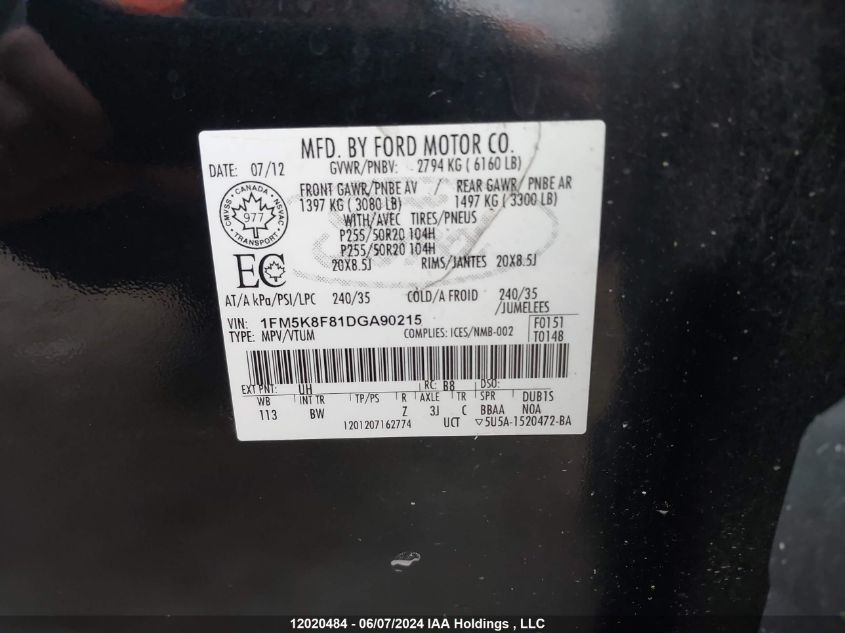 MFD. BY FORD MOTOR CO.
DATE: 07/12 GVWR/PNBV: 2794 KG ( 6160 LB)
FRONT GAWR/PNBE AV / REAR GAWR/ PNBE AR
1397 KG ( 3080 LB) 1497 KG ( 3300 LB)
WITH/AVEC TIRES/PNEUS
P255/50R20 104H
P255/50R20 104H
20X8.5J RIMS/JANTES 20X8.5J
CANADA
CMVSS 977 NSVAC
TRANSPORT
EC
AT/A kPa/PSI/LPC 240/35 COLD/A FROID 240/35
/JUMELEES
VIN: 1FM5K8F81DGA90215 F0151
TYPE: MPV/VTUM COMPLIES: ICES/NMB-002 T0148
EXT PNT: UH RC: B8 DSO:
WB INT TR TP/PS R AXLE TR SPR DUB1S
113 BW Z 3J C BBAA N0A
1201207162774 UCT ▽5U5A-1520472-BA
12020484 - 06/07/2024 IAA Holdings , LLC